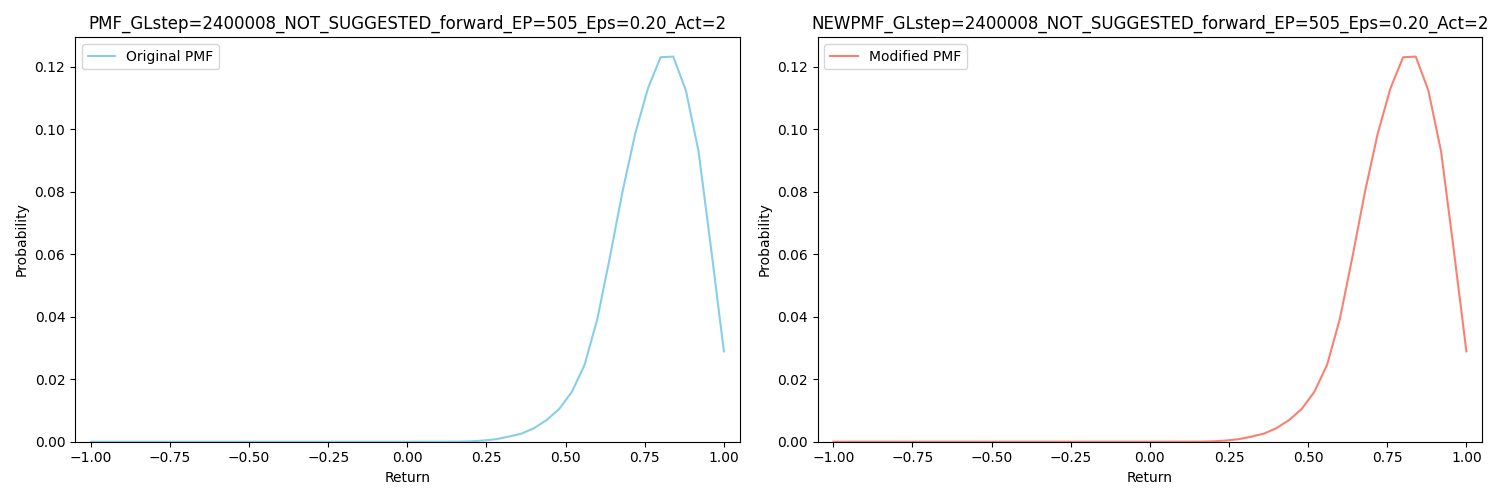 PMF_GLstep=2400008_NOT_SUGGESTED_forward_EP=505_Eps=0.20_Act=2
Original PMF
Probability
0.12
0.10
0.08
0.06
0.04
0.02
0.00
−1.00 −0.75 −0.50 −0.25 0.00 0.25 0.50 0.75 1.00
Return
NEWPMF_GLstep=2400008_NOT_SUGGESTED_forward_EP=505_Eps=0.20_Act=2
Modified PMF
Probability
0.12
0.10
0.08
0.06
0.04
0.02
0.00
−1.00 −0.75 −0.50 −0.25 0.00 0.25 0.50 0.75 1.00
Return